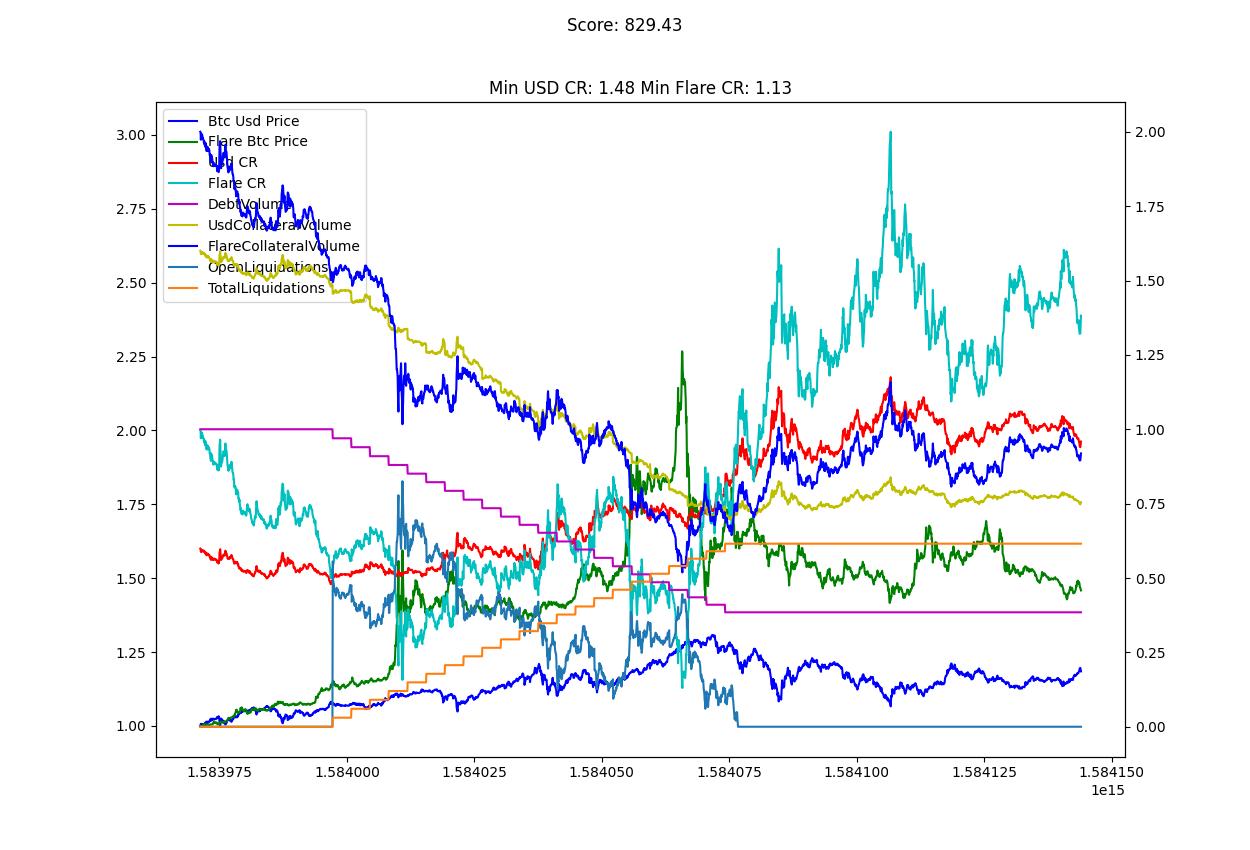 Score: 829.43
Min USD CR: 1.48 Min Flare CR: 1.13
Btc Usd Price
Flare Btc Price
Usd CR
Flare CR
DebtVolume
UsdCollateralVolume
FlareCollateralVolume
OpenLiquidations
TotalLiquidations
3.00
2.75
2.50
2.25
2.00
1.75
1.50
1.25
1.00
2.00
1.75
1.50
1.25
1.00
0.75
0.50
0.25
0.00
1.583975 1.584000 1.584025 1.584050 1.584075 1.584100 1.584125 1.584150
1e15